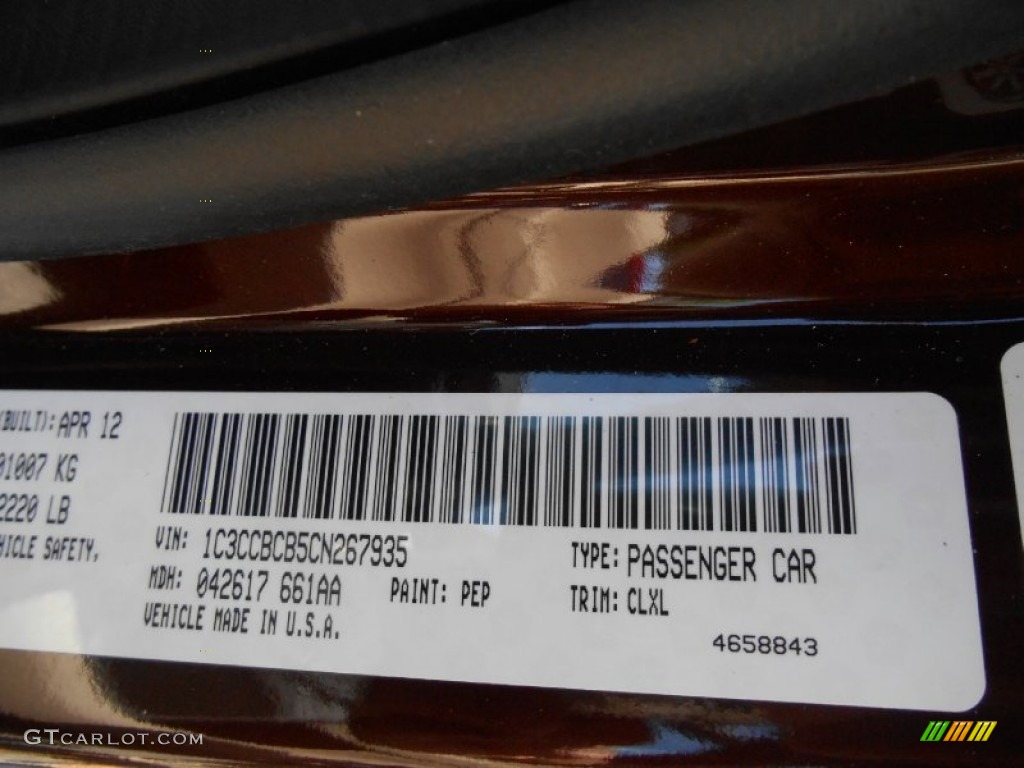 (BUILT): APR 12
01007 KG
2220 LB
HICLE SAFETY.
VIN: 1C3CCBCB5CN267935
MDH: 042617 661AA
PAINT: PEP
VEHICLE MADE IN U.S.A.
TYPE: PASSENGER CAR
TRIM: CLXL
4658843
GTCARLOT.COM